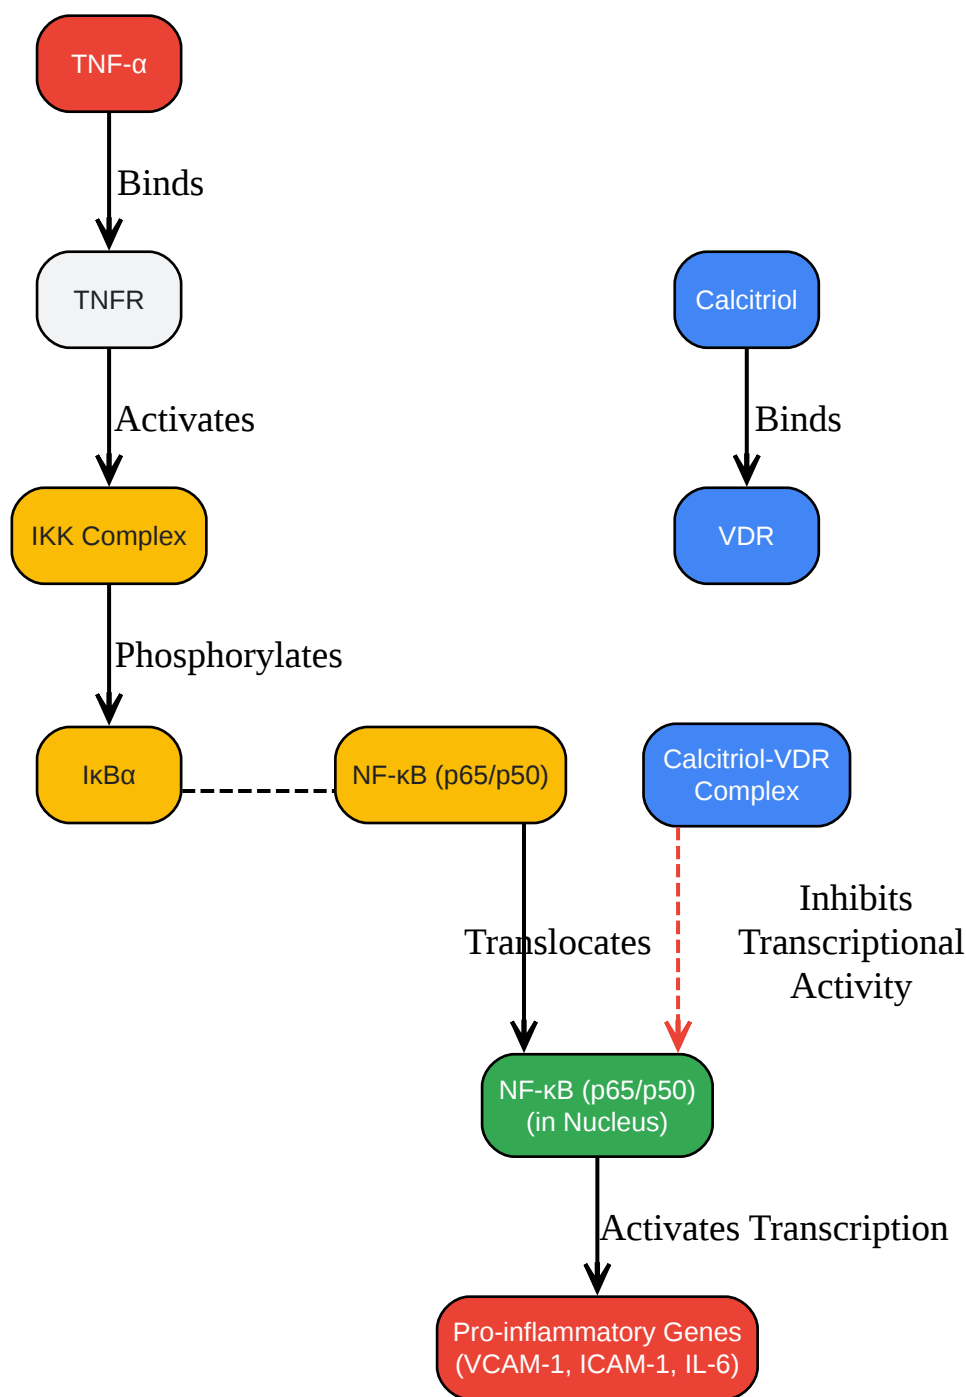 TNF-α
Binds
TNFR
Calcitriol
Activates
Binds
IKK Complex
VDR
Phosphorylates
IκBα
NF-κB (p65/p50)
Calcitriol-VDR
Complex
Inhibits
Transcriptional
Activity
Translocates
NF-κB (p65/p50)
(in Nucleus)
Activates Transcription
Pro-inflammatory Genes
(VCAM-1, ICAM-1, IL-6)